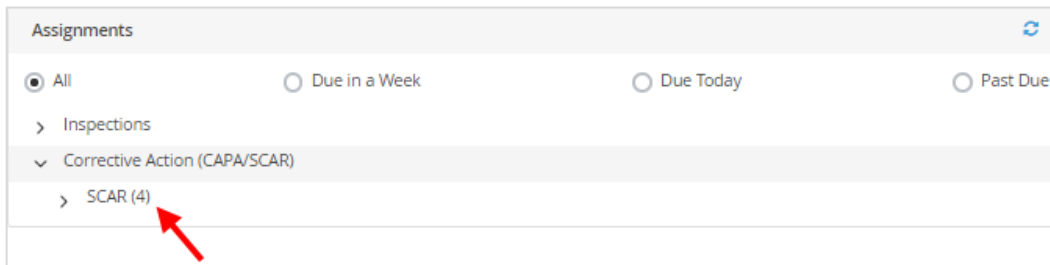 Assignments
All Due in a Week Due Today Past Due
Inspections
Corrective Action (CAPA/SCAR)
SCAR (4)